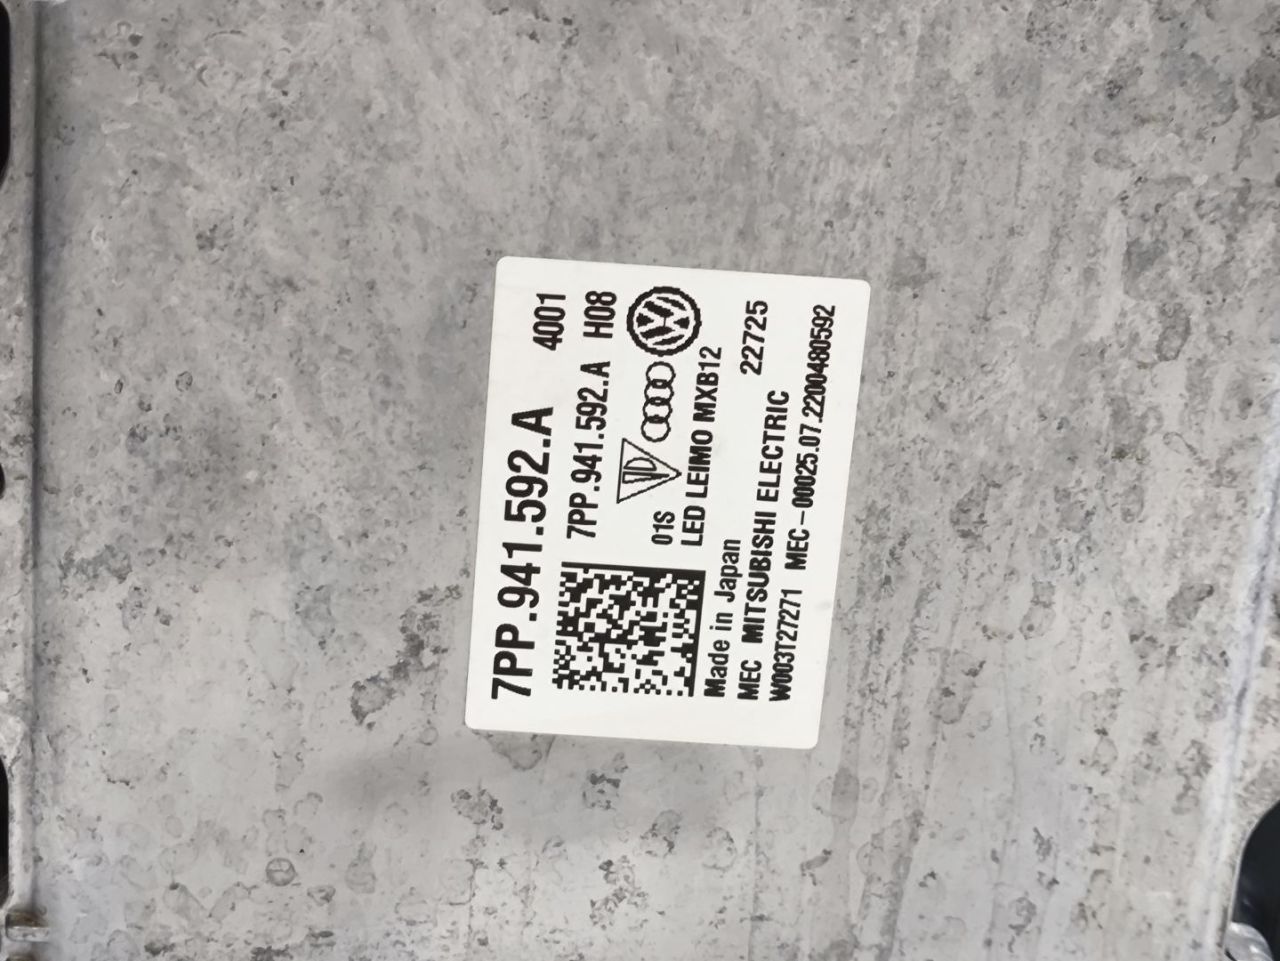 7PP.941.592.A 4001
7PP.941.592.A H08
01S
LED LEIMO MXB12
Made in Japan
MEC MITSUBISHI ELECTRIC 22725
W003T27271 MEC-00025.07.2200480592